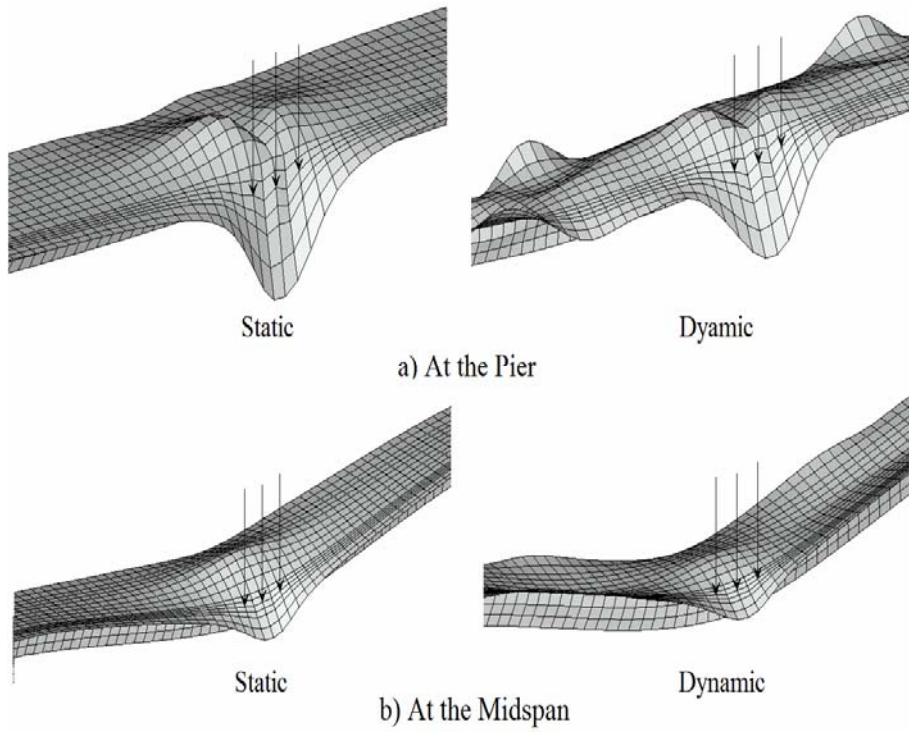 Static
Dyamic
a) At the Pier
Static
Dynamic
b) At the Midspan